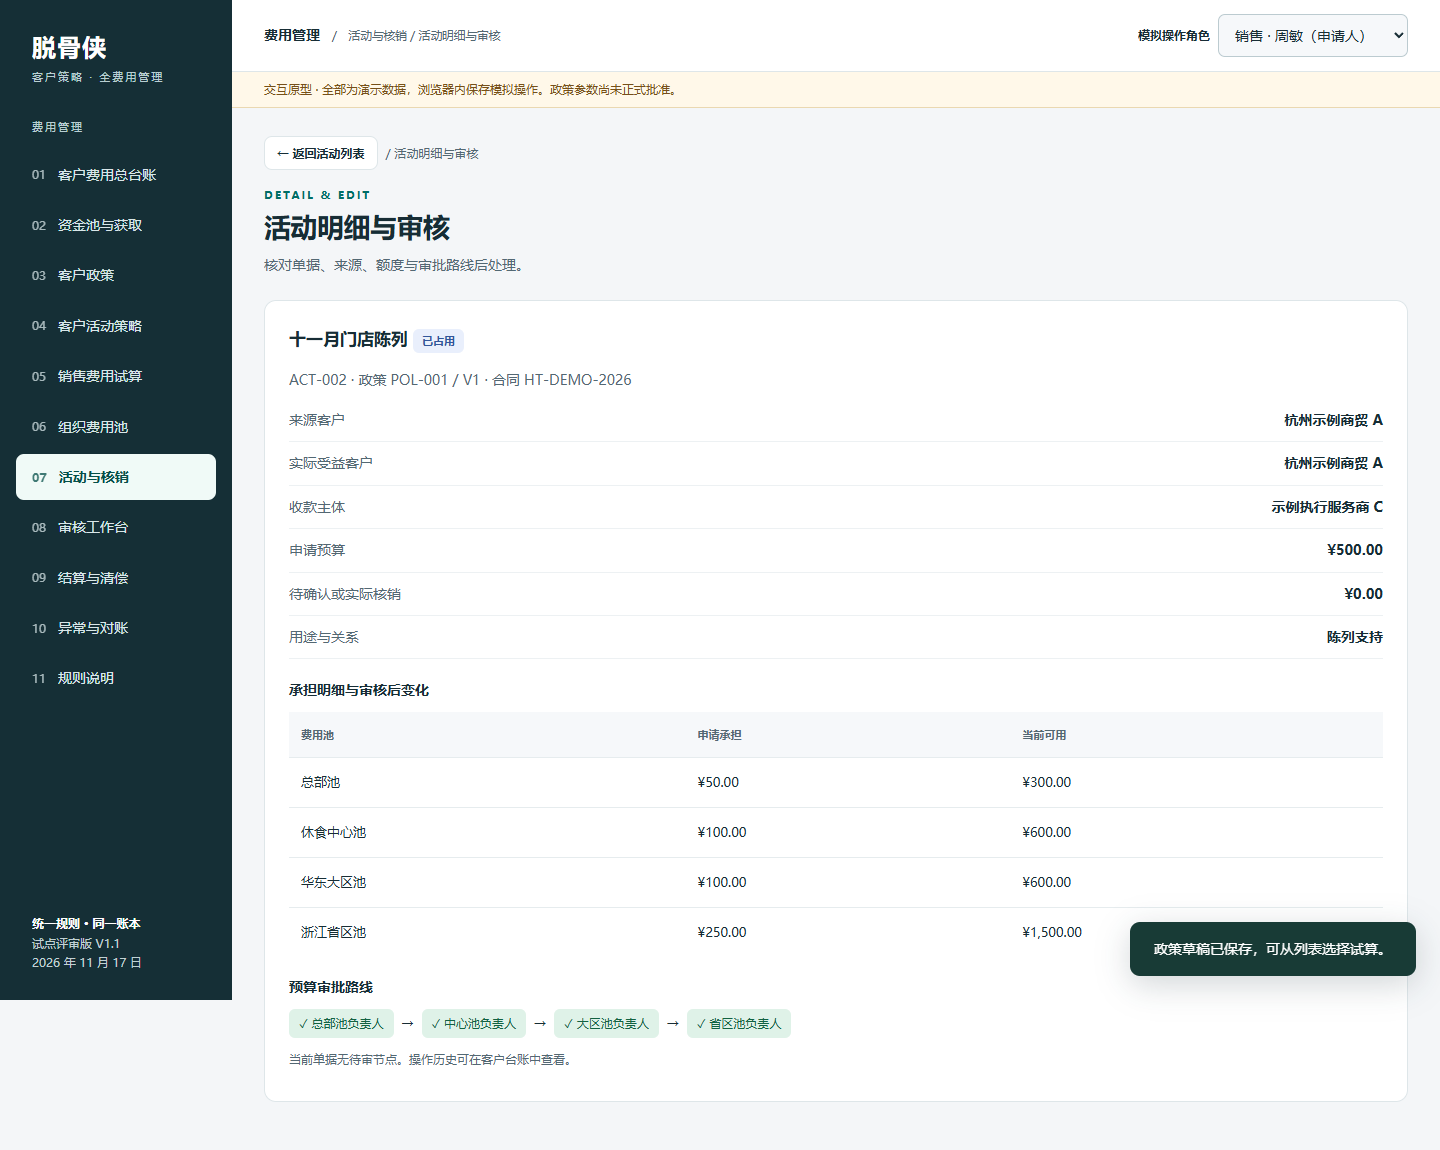 脱骨侠
客户策略 · 全费用管理
费用管理
01 客户费用总台账
02 资金池与获取
03 客户政策
04 客户活动策略
05 销售费用试算
06 组织费用池
07 活动与核销
08 审核工作台
09 结算与清偿
10 异常与对账
11 规则说明
统一规则 • 同一账本
试点评审版 V1.1
2026 年 11 月 17 日
费用管理 / 活动与核销 / 活动明细与审核
模拟操作角色 销售 · 周敏（申请人）
交互原型 · 全部为演示数据，浏览器内保存模拟操作。政策参数尚未正式批准。
← 返回活动列表 / 活动明细与审核
DETAIL & EDIT
活动明细与审核
核对单据、来源、额度与审批路线后处理。
十一月门店陈列 已占用
ACT-002 · 政策 POL-001 / V1 · 合同 HT-DEMO-2026
来源客户 杭州示例商贸 A
实际受益客户 杭州示例商贸 A
收款主体 示例执行服务商 C
申请预算 ¥500.00
待确认或实际核销 ¥0.00
用途与关系 陈列支持
承担明细与审核后变化
费用池 申请承担 当前可用
总部池 ¥50.00 ¥300.00
休食中心池 ¥100.00 ¥600.00
华东大区池 ¥100.00 ¥600.00
浙江省区池 ¥250.00 ¥1,500.00
政策草稿已保存，可从列表选择试算。
预算审批路线
✓ 总部池负责人 → ✓ 中心池负责人 → ✓ 大区池负责人 → ✓ 省区池负责人
当前单据无待审节点。操作历史可在客户台账中查看。